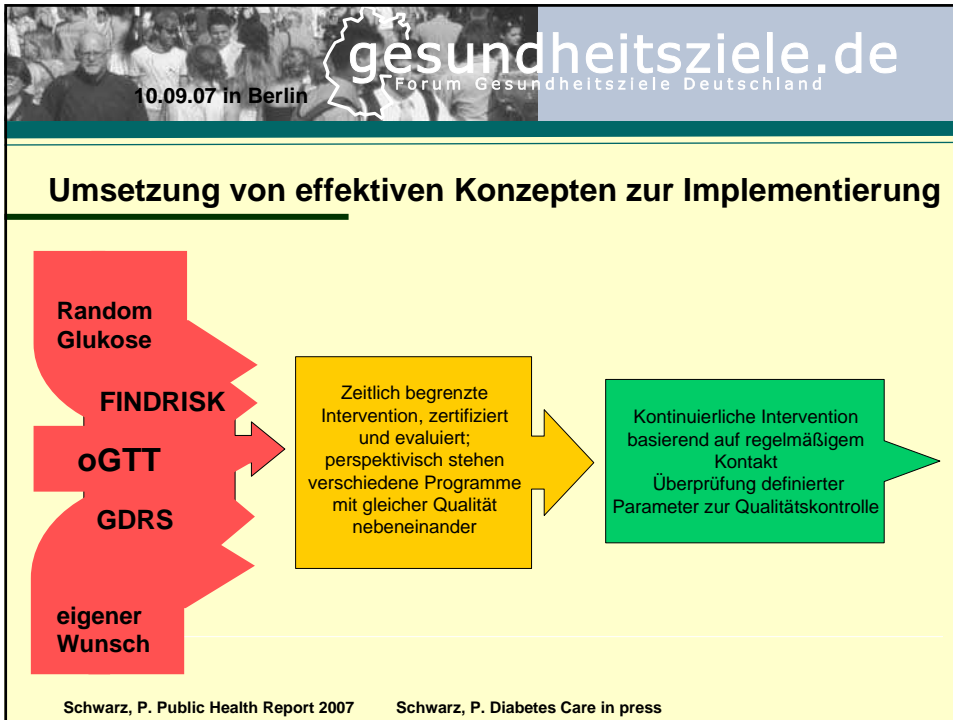 gesundheitsziele.de
Forum Gesundheitsziele Deutschland
10.09.07 in Berlin
Umsetzung von effektiven Konzepten zur Implementierung
Random
Glukose
FINDRISK
oGTT
GDRS
eigener
Wunsch
Zeitlich begrenzte
Intervention, zertifiziert
und evaluiert;
perspektivisch stehen
verschiedene Programme
mit gleicher Qualität
nebeneinander
Kontinuierliche Intervention
basierend auf regelmäßigem
Kontakt
Überprüfung definierter
Parameter zur Qualitätskontrolle
Schwarz, P. Public Health Report 2007 Schwarz, P. Diabetes Care in press